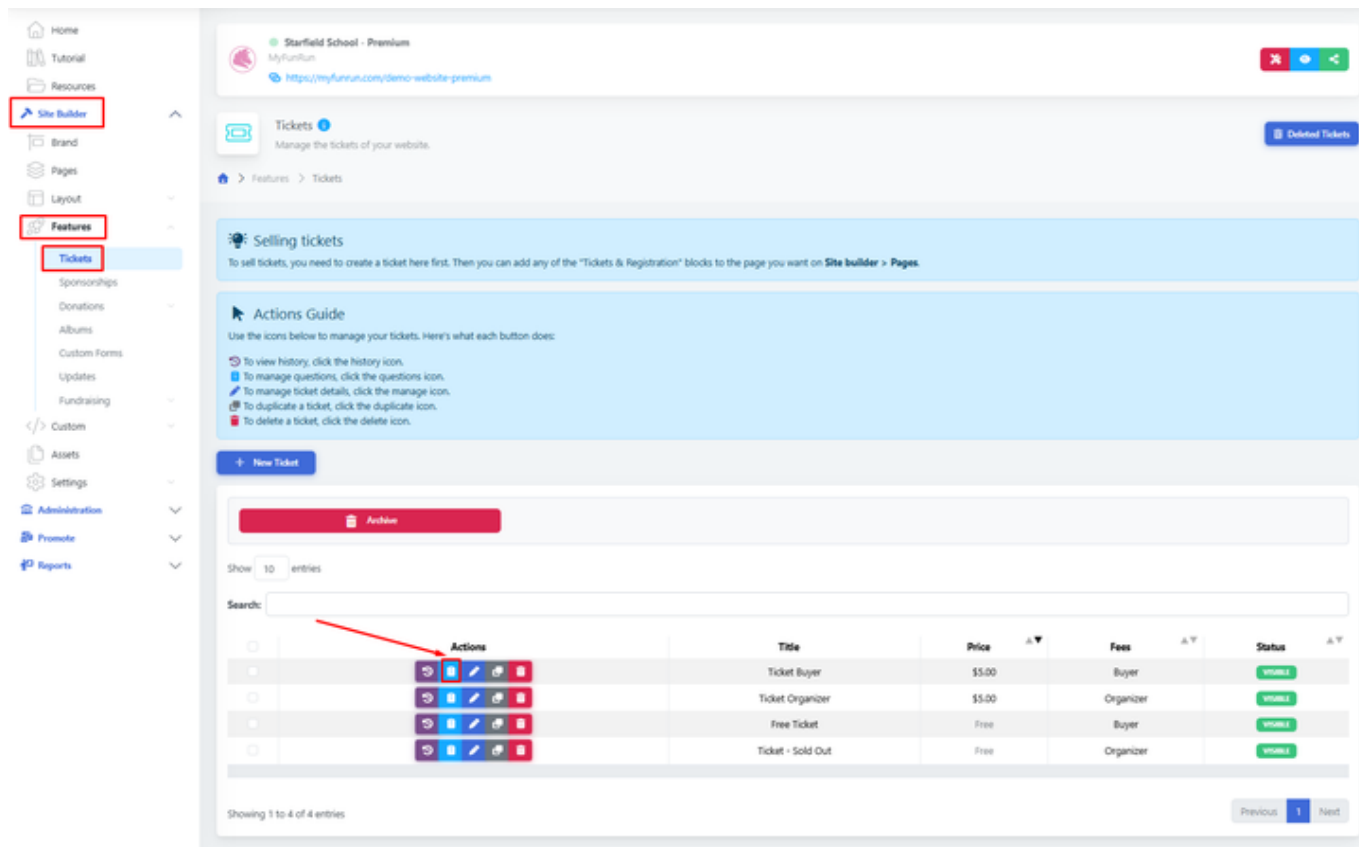 Home
Tutorial
Resources
Site Builder
Brand
Pages
Layout
Features
Tickets
Sponsorships
Donations
Albums
Custom Forms
Updates
Fundraising
</> Custom
Assets
Settings
Administration
Promote
Reports
Starfield School - Premium
MyFunRun
https://myfunrun.com/demo-website-premium
Tickets
Manage the tickets of your website.
Deleted Tickets
> Features > Tickets
Selling tickets
To sell tickets, you need to create a ticket here first. Then you can add any of the "Tickets & Registration" blocks to the page you want on Site builder > Pages.
Actions Guide
Use the icons below to manage your tickets. Here's what each button does:
To view history, click the history icon.
To manage questions, click the questions icon.
To manage ticket details, click the manage icon.
To duplicate a ticket, click the duplicate icon.
To delete a ticket, click the delete icon.
+ New Ticket
Archive
Show 10 entries
Search:
Actions Title Price Fees Status
Ticket Buyer $5.00 Buyer VISIBLE
Ticket Organizer $5.00 Organizer VISIBLE
Free Ticket Free Buyer VISIBLE
Ticket - Sold Out Free Organizer VISIBLE
Showing 1 to 4 of 4 entries
Previous 1 Next